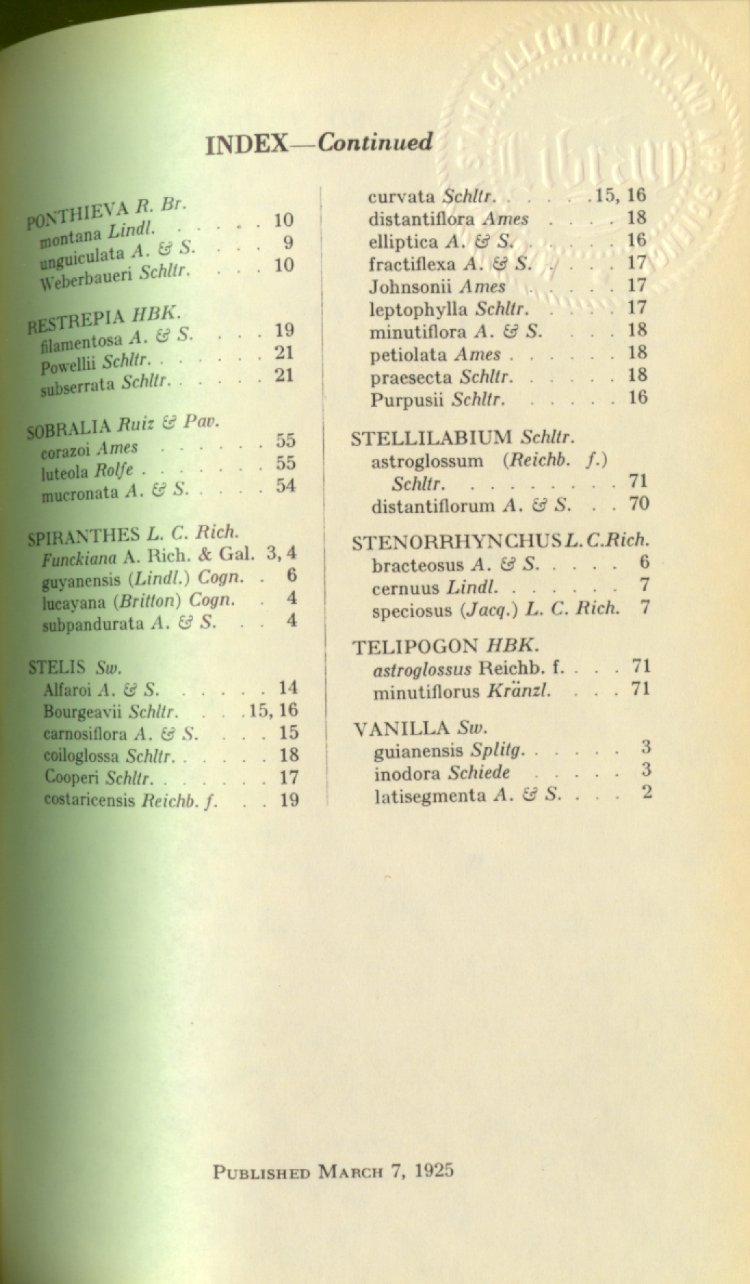 INDEX—Continued
PONTHIEVA R. Br.
montana Lindl. . . . . . 10
unguiculata A. & S. . . . 9
Weberbaueri Schltr. . . . 10
RESTREPIA HBK.
filamentosa A. & S. . . . 19
Powellii Schltr. . . . . . 21
subserrata Schltr. . . . . 21
SOBRALIA Ruiz & Pav.
corazoi Ames . . . . . . 55
luteola Rolfe . . . . . . . 55
mucronata A. & S. . . . . 54
SPIRANTHES L. C. Rich.
Funckiana A. Rich. & Gal. 3, 4
guyanensis (Lindl.) Cogn. . 6
lucayana (Britton) Cogn. . 4
subpandurata A. & S. . . 4
STELIS Sw.
Alfaroi A. & S. . . . . . 14
Bourgeavii Schltr. . . . 15, 16
carnosiflora A. & S. . . . 15
coiloglossa Schltr. . . . . . 18
Cooperi Schltr. . . . . . . 17
costaricensis Reichb. f. . . 19
curvata Schltr. . . . . . 15, 16
distantiflora Ames . . . . 18
elliptica A. & S. . . . . 16
fractiflexa A. & S. . . . . 17
Johnsonii Ames . . . . . 17
leptophylla Schltr. . . . . 17
minutiflora A. & S. . . . 18
petiolata Ames . . . . . . 18
praesecta Schltr. . . . . . 18
Purpusii Schltr. . . . . . 16
STELLILABIUM Schltr.
astroglossum (Reichb. f.)
Schltr. . . . . . . . . 71
distantiflorum A. & S. . . 70
STENORRHYNCHUS L. C. Rich.
bracteosus A. & S. . . . . 6
cernuus Lindl. . . . . . . 7
speciosus (Jacq.) L. C. Rich. 7
TELIPOGON HBK.
astroglossus Reichb. f. . . . 71
minutiflorus Kränzl. . . . 71
VANILLA Sw.
guianensis Splitg. . . . . . 3
inodora Schiede . . . . . 3
latisegmenta A. & S. . . . 2
PUBLISHED MARCH 7, 1925
STATE COLLEGE OF AGRI. AND
Library